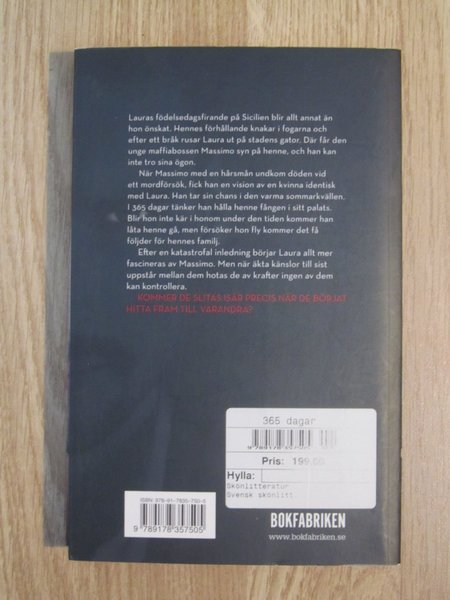 Lauras födelsedagsfirande på Sicilien blir allt annat än
hon önskat. Hennes förhållande knakar i fogarna och
efter ett bråk rusar Laura ut på stadens gator. Där får den
unge maffiabossen Massimo syn på henne, och han kan
inte tro sina ögon.
När Massimo med en hårsmån undkom döden vid
ett mordförsök, fick han en vision av en kvinna identisk
med Laura. Han tar sin chans i den varma sommarkvällen.
I 365 dagar tänker han hålla henne fången i sitt palats.
Blir hon inte kär i honom under den tiden kommer han
låta henne gå, men försöker hon fly kommer det få
följder för hennes familj.
Efter en katastrofal inledning börjar Laura allt mer
fascineras av Massimo. Men när äkta känslor till sist
uppstår mellan dem hotas de av krafter ingen av dem
kan kontrollera.
KOMMER DE SLITAS ISÄR PRECIS NÄR DE BÖRJAT
HITTA FRAM TILL VARANDRA?
365 dagar
9789178357505
Pris: 199.00
Hylla:
Skönlitteratur
Svensk skönlitt
ISBN 978-91-7835-750-5
9 789178 357505
BOKFABRIKEN
www.bokfabriken.se